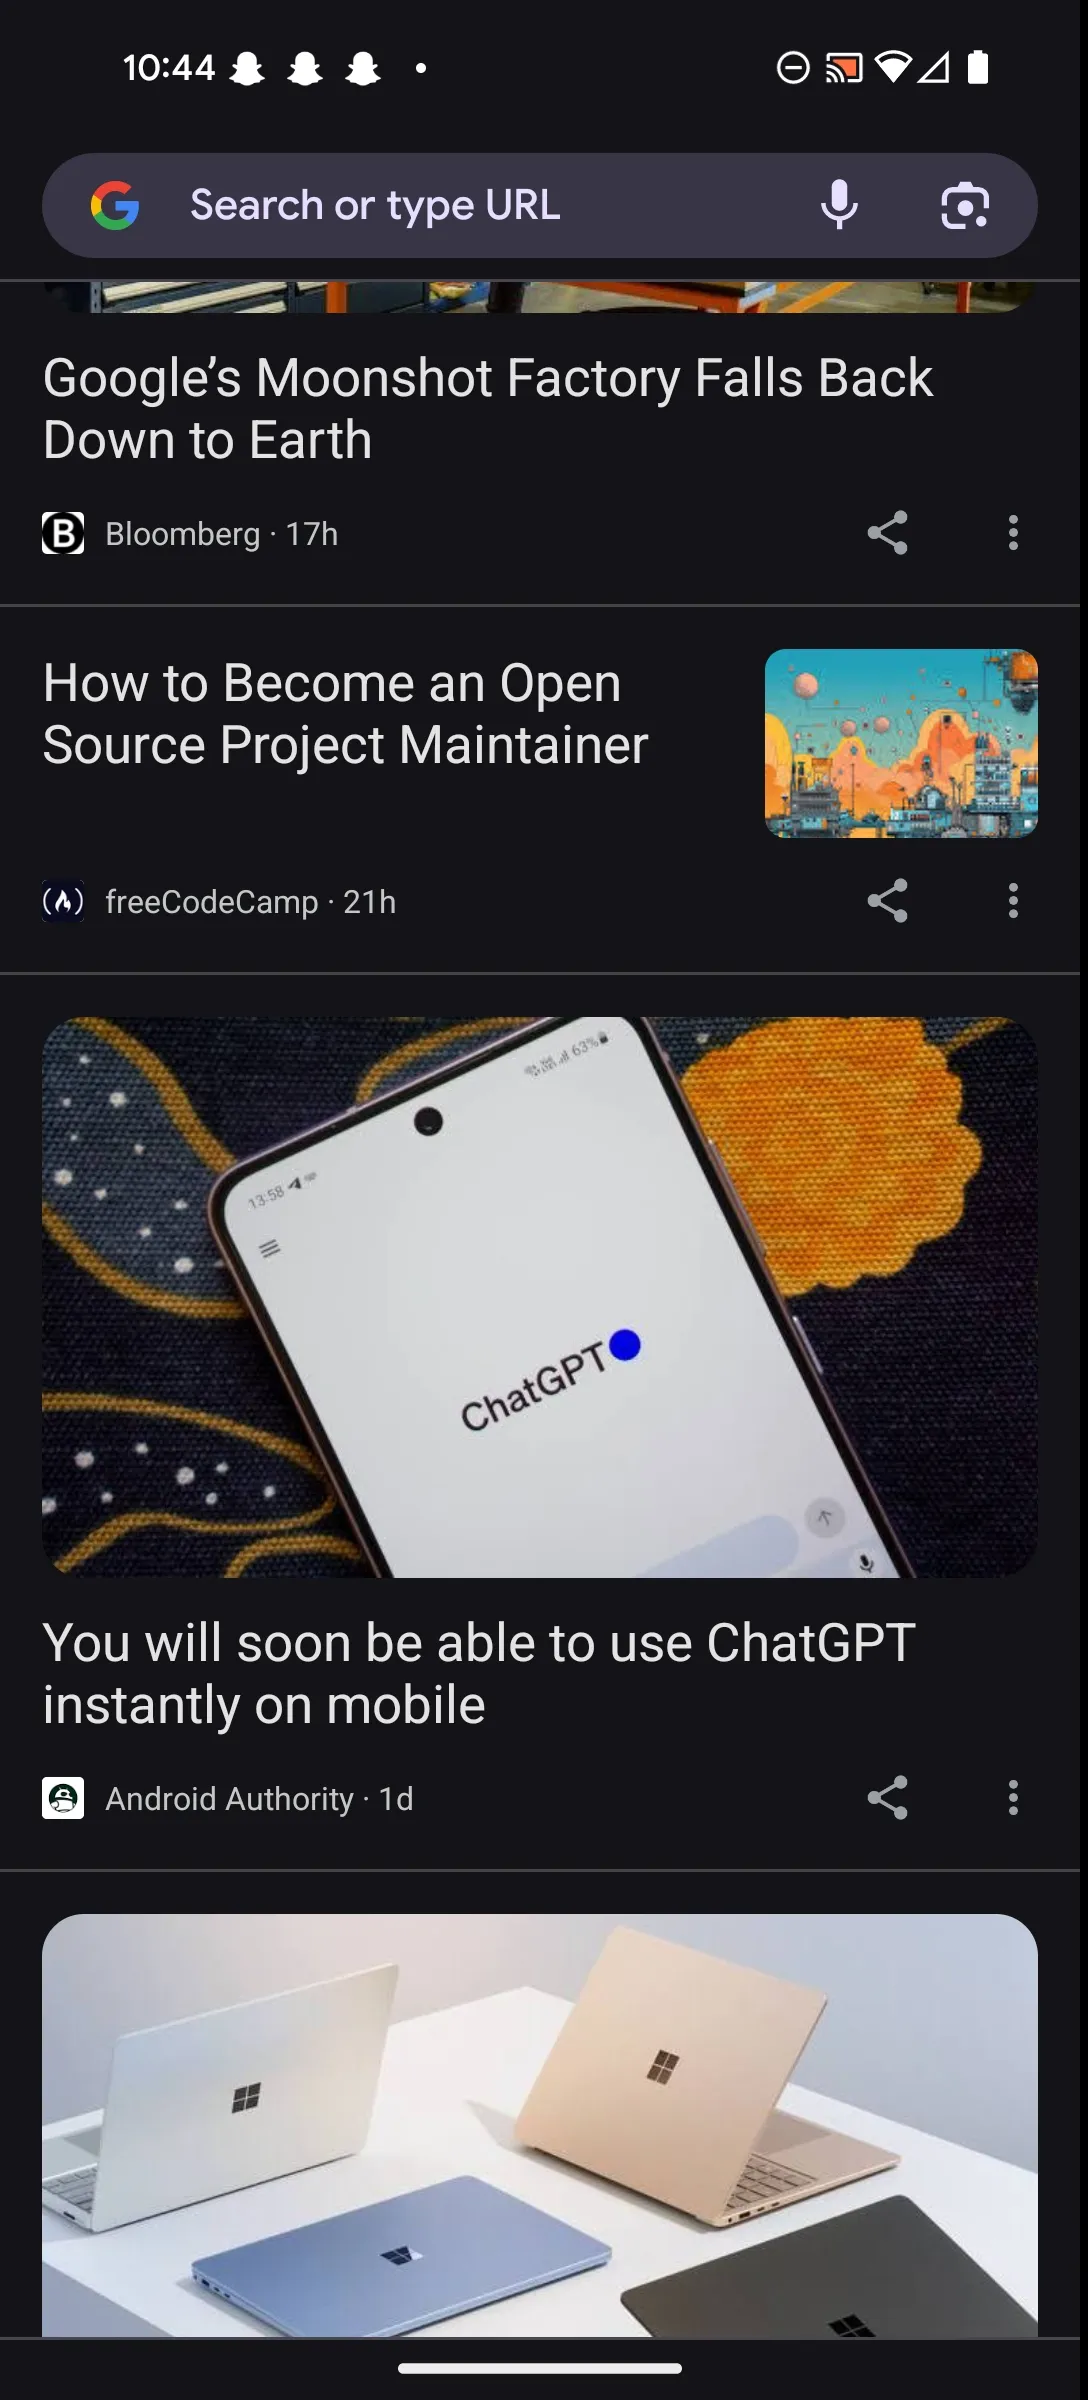 10:44
Search or type URL
Google’s Moonshot Factory Falls Back
Down to Earth
B Bloomberg · 17h
How to Become an Open
Source Project Maintainer
freeCodeCamp · 21h
63%
13:58
ChatGPT
You will soon be able to use ChatGPT
instantly on mobile
Android Authority · 1d